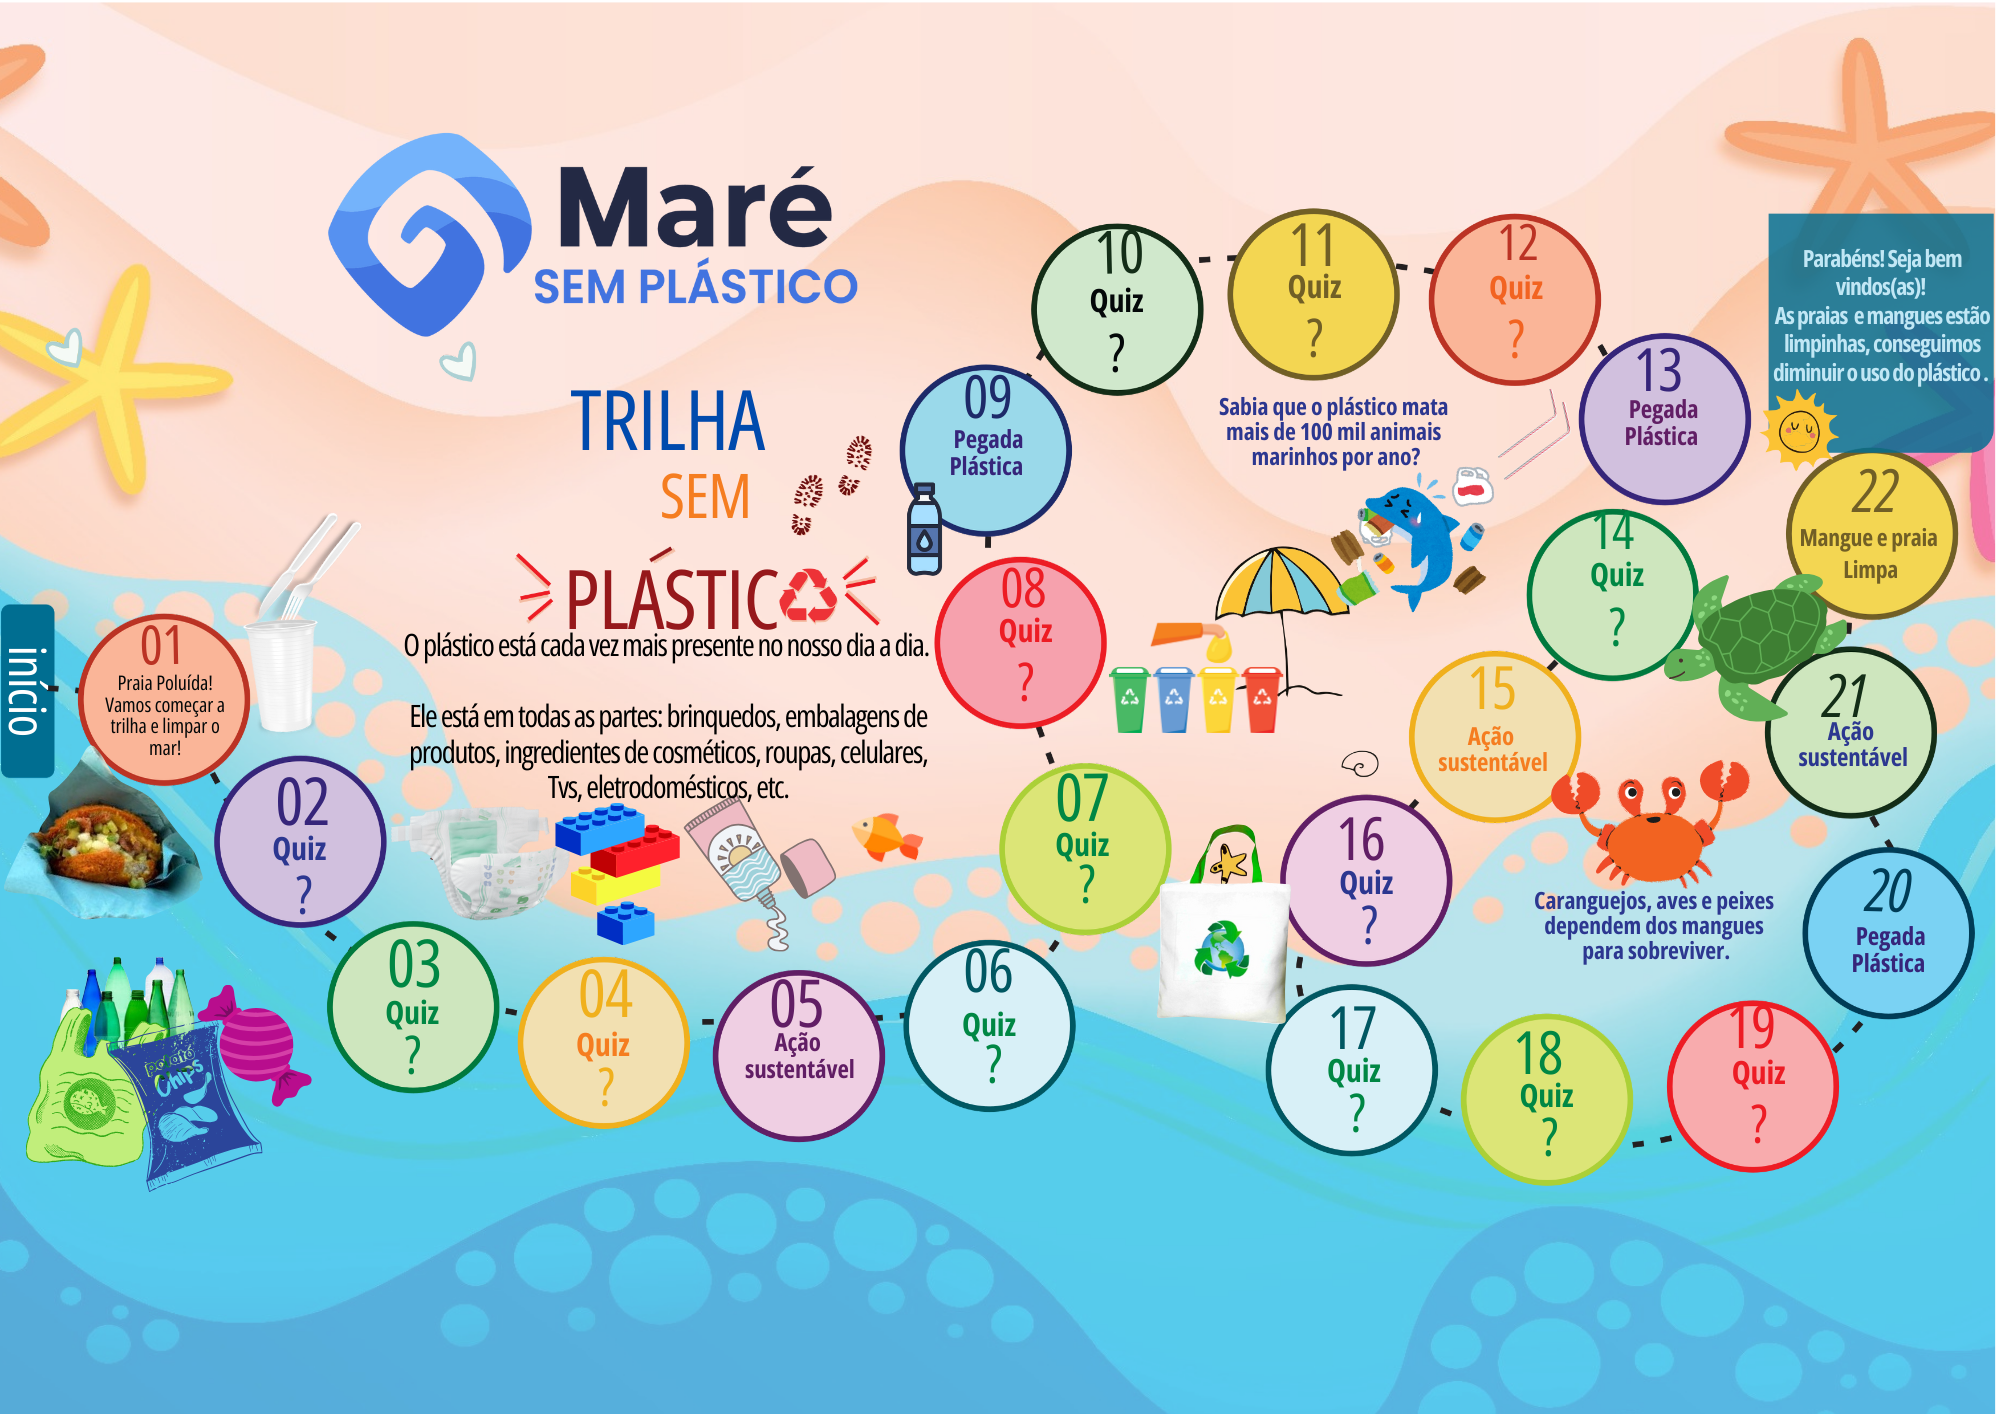 Maré
SEM PLÁSTICO
TRILHA
SEM
PLÁSTIC
O plástico está cada vez mais presente no nosso dia a dia.
Ele está em todas as partes: brinquedos, embalagens de
produtos, ingredientes de cosméticos, roupas, celulares,
Tvs, eletrodomésticos, etc.
início
01
Praia Poluída!
Vamos começar a
trilha e limpar o
mar!
02
Quiz
?
03
Quiz
?
04
Quiz
?
05
Ação
sustentável
06
Quiz
?
07
Quiz
?
08
Quiz
?
09
Pegada
Plástica
10
Quiz
?
11
Quiz
?
12
Quiz
?
Sabia que o plástico mata
mais de 100 mil animais
marinhos por ano?
13
Pegada
Plástica
14
Quiz
?
15
Ação
sustentável
16
Quiz
?
17
Quiz
?
18
Quiz
?
19
Quiz
?
Caranguejos, aves e peixes
dependem dos mangues
para sobreviver.
20
Pegada
Plástica
21
Ação
sustentável
22
Mangue e praia
Limpa
Parabéns! Seja bem
vindos(as)!
As praias e mangues estão
limpinhas, conseguimos
diminuir o uso do plástico .
potato
Chips